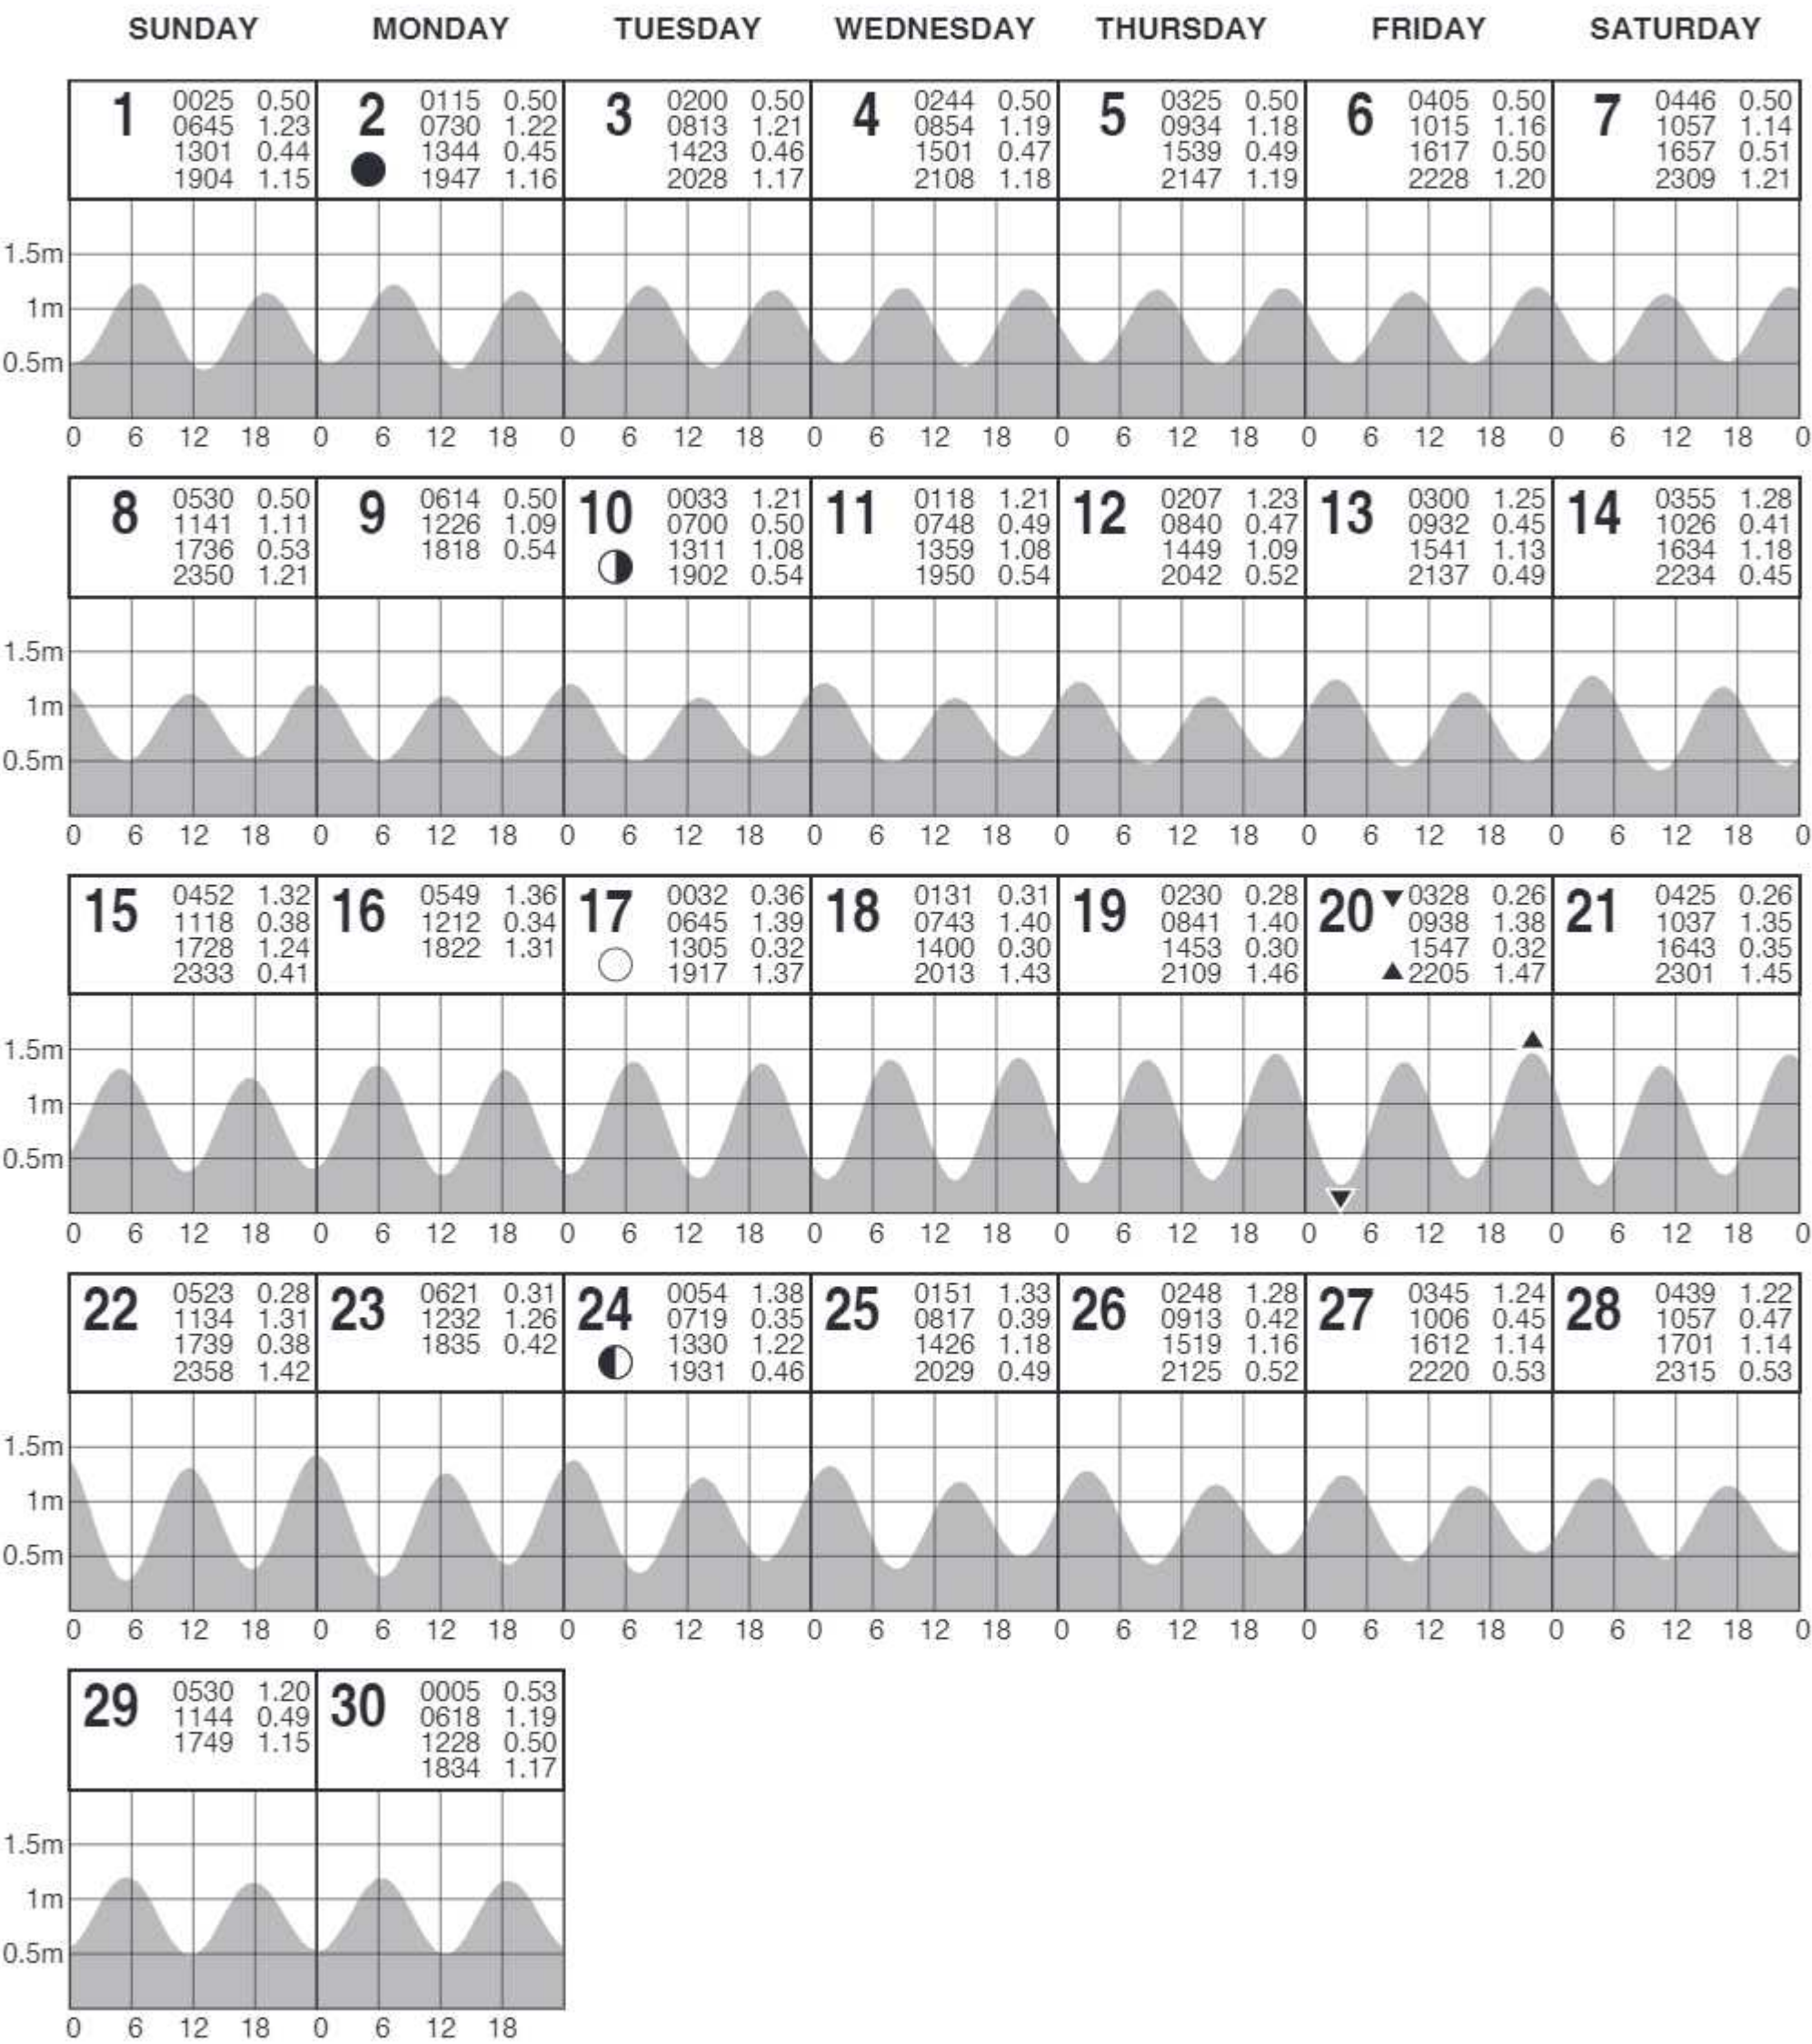 SUNDAY MONDAY TUESDAY WEDNESDAY THURSDAY FRIDAY SATURDAY
1 0025 0.50
0645 1.23
1301 0.44
1904 1.15
2 0115 0.50
0730 1.22
1344 0.45
1947 1.16
3 0200 0.50
0813 1.21
1423 0.46
2028 1.17
4 0244 0.50
0854 1.19
1501 0.47
2108 1.18
5 0325 0.50
0934 1.18
1539 0.49
2147 1.19
6 0405 0.50
1015 1.16
1617 0.50
2228 1.20
7 0446 0.50
1057 1.14
1657 0.51
2309 1.21
1.5m
1m
0.5m
0 6 12 18 0 6 12 18 0 6 12 18 0 6 12 18 0 6 12 18 0 6 12 18 0 6 12 18 0
8 0530 0.50
1141 1.11
1736 0.53
2350 1.21
9 0614 0.50
1226 1.09
1818 0.54
10 0033 1.21
0700 0.50
1311 1.08
1902 0.54
11 0118 1.21
0748 0.49
1359 1.08
1950 0.54
12 0207 1.23
0840 0.47
1449 1.09
2042 0.52
13 0300 1.25
0932 0.45
1541 1.13
2137 0.49
14 0355 1.28
1026 0.41
1634 1.18
2234 0.45
1.5m
1m
0.5m
0 6 12 18 0 6 12 18 0 6 12 18 0 6 12 18 0 6 12 18 0 6 12 18 0 6 12 18 0
15 0452 1.32
1118 0.38
1728 1.24
2333 0.41
16 0549 1.36
1212 0.34
1822 1.31
17 0032 0.36
0645 1.39
1305 0.32
1917 1.37
18 0131 0.31
0743 1.40
1400 0.30
2013 1.43
19 0230 0.28
0841 1.40
1453 0.30
2109 1.46
20 ▼0328 0.26
0938 1.38
1547 0.32
▲2205 1.47
21 0425 0.26
1037 1.35
1643 0.35
2301 1.45
1.5m
1m
0.5m
0 6 12 18 0 6 12 18 0 6 12 18 0 6 12 18 0 6 12 18 0 6 12 18 0 6 12 18 0
22 0523 0.28
1134 1.31
1739 0.38
2358 1.42
23 0621 0.31
1232 1.26
1835 0.42
24 0054 1.38
0719 0.35
1330 1.22
1931 0.46
25 0151 1.33
0817 0.39
1426 1.18
2029 0.49
26 0248 1.28
0913 0.42
1519 1.16
2125 0.52
27 0345 1.24
1006 0.45
1612 1.14
2220 0.53
28 0439 1.22
1057 0.47
1701 1.14
2315 0.53
1.5m
1m
0.5m
0 6 12 18 0 6 12 18 0 6 12 18 0 6 12 18 0 6 12 18 0 6 12 18 0 6 12 18 0
29 0530 1.20
1144 0.49
1749 1.15
30 0005 0.53
0618 1.19
1228 0.50
1834 1.17
1.5m
1m
0.5m
0 6 12 18 0 6 12 18